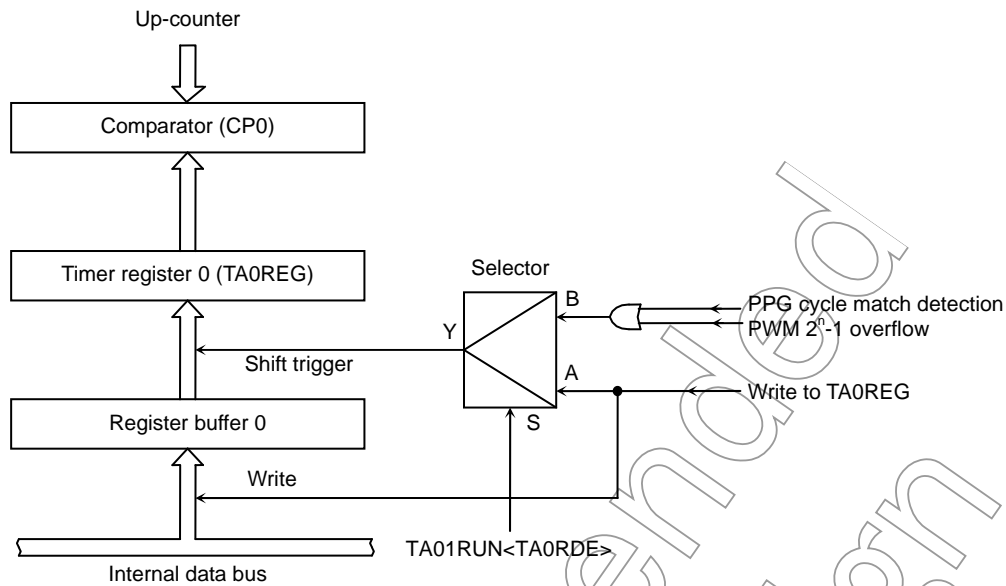 Up-counter
Comparator (CP0)
Timer register 0 (TA0REG)
Selector
B
PPG cycle match detection
PWM 2ⁿ-1 overflow
Y
Shift trigger
A
Write to TA0REG
Register buffer 0
S
Write
TA01RUN<TA0RDE>
Internal data bus